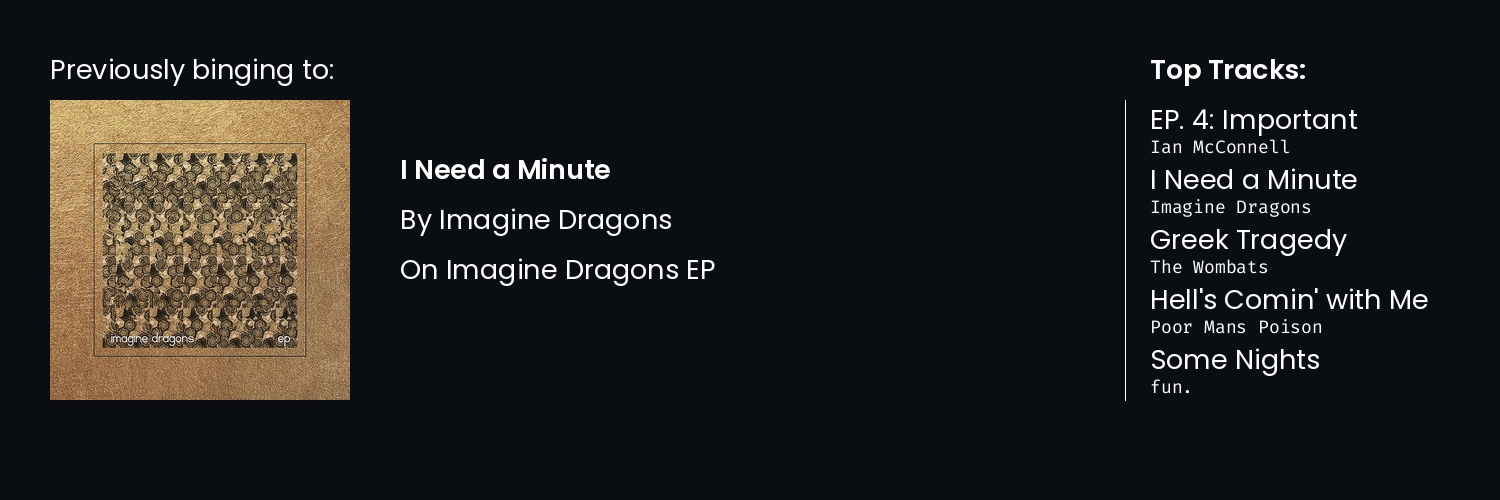 Previously binging to:
imagine dragons
ep
I Need a Minute
By Imagine Dragons
On Imagine Dragons EP
Top Tracks:
EP. 4: Important
Ian McConnell
I Need a Minute
Imagine Dragons
Greek Tragedy
The Wombats
Hell's Comin' with Me
Poor Mans Poison
Some Nights
fun.